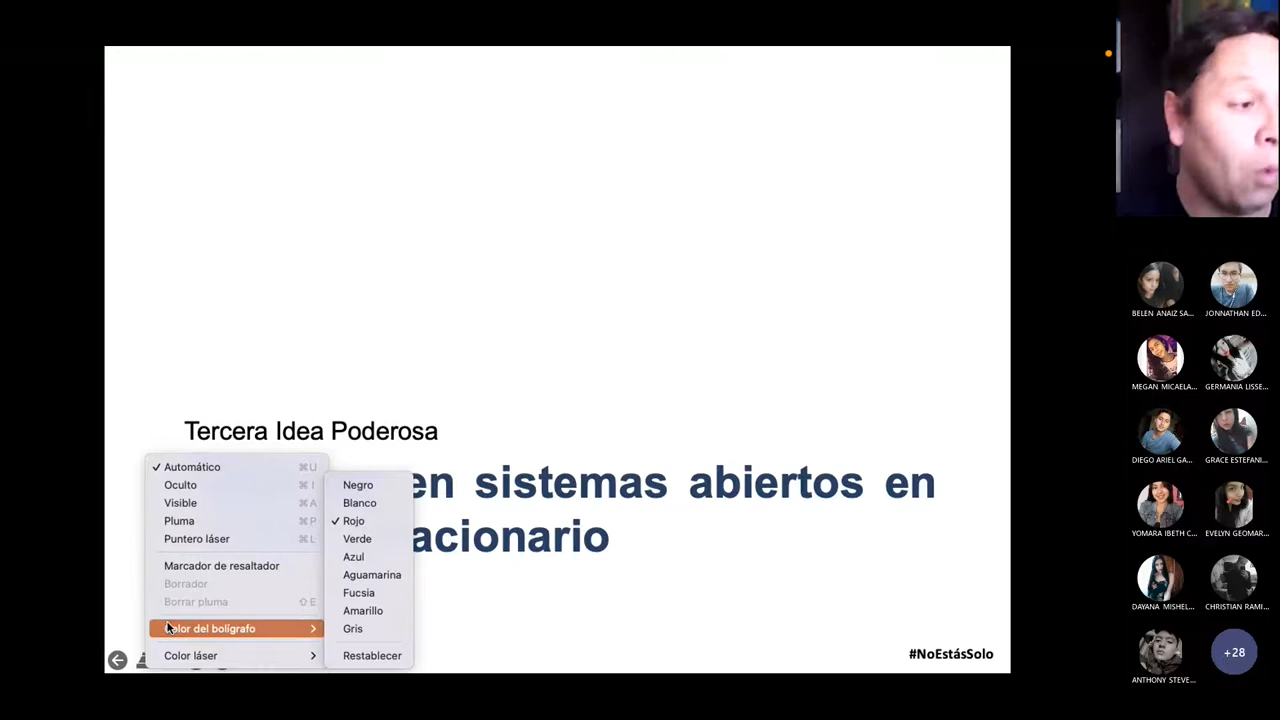 Tercera Idea Poderosa
en sistemas abiertos en
acionario
Automático ⌘U
Oculto ⌘I
Visible ⌘A
Pluma ⌘P
Puntero láser ⌘L
Marcador de resaltador
Borrador
Borrar pluma ⇧E
Color del bolígrafo
Color láser
Negro
Blanco
Rojo
Verde
Azul
Aguamarina
Fucsia
Amarillo
Gris
Restablecer
#NoEstásSolo
BELEN ANAIZ SA...
JONNATHAN ED...
MEGAN MICAELA...
GERMANIA LISSE...
DIEGO ARIEL GA...
GRACE ESTEFANI...
YOMARA IBETH C...
EVELYN GEOMAR...
DAYANA MISHEL...
CHRISTIAN RAMI...
ANTHONY STEVE...
+28